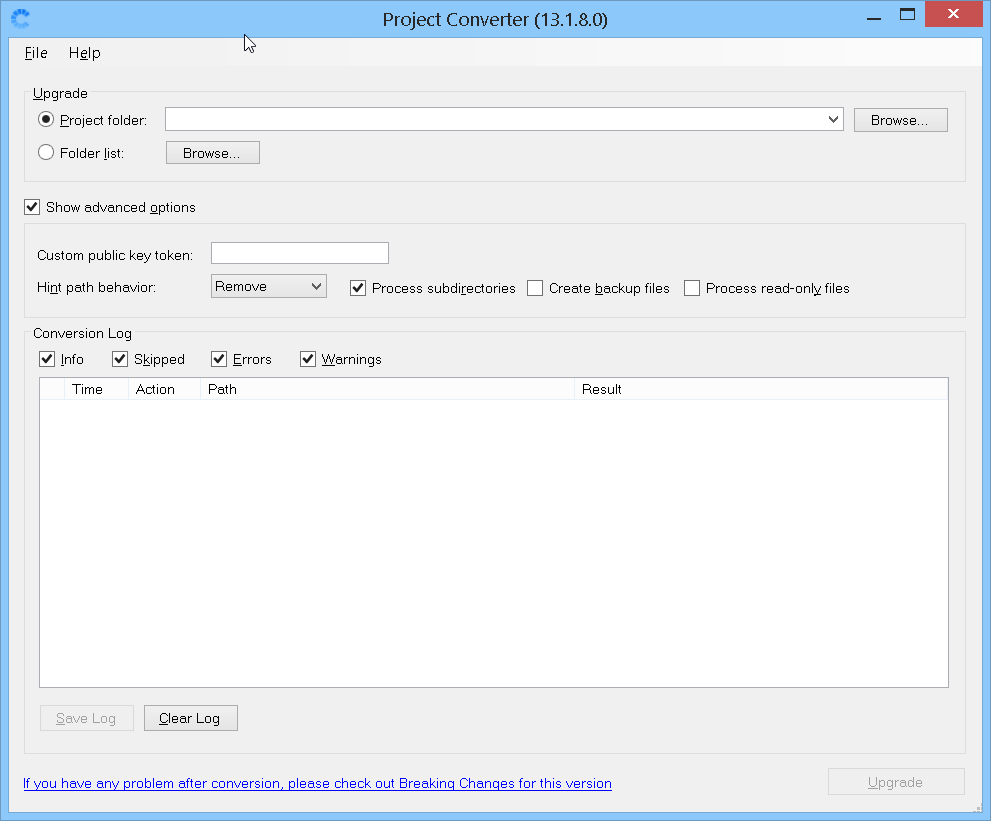 Project Converter (13.1.8.0)
File Help
Upgrade
Project folder: Browse...
Folder list: Browse...
Show advanced options
Custom public key token:
Hint path behavior: Remove Process subdirectories Create backup files Process read-only files
Conversion Log
Info Skipped Errors Warnings
Time Action Path Result
Save Log Clear Log
If you have any problem after conversion, please check out Breaking Changes for this version Upgrade